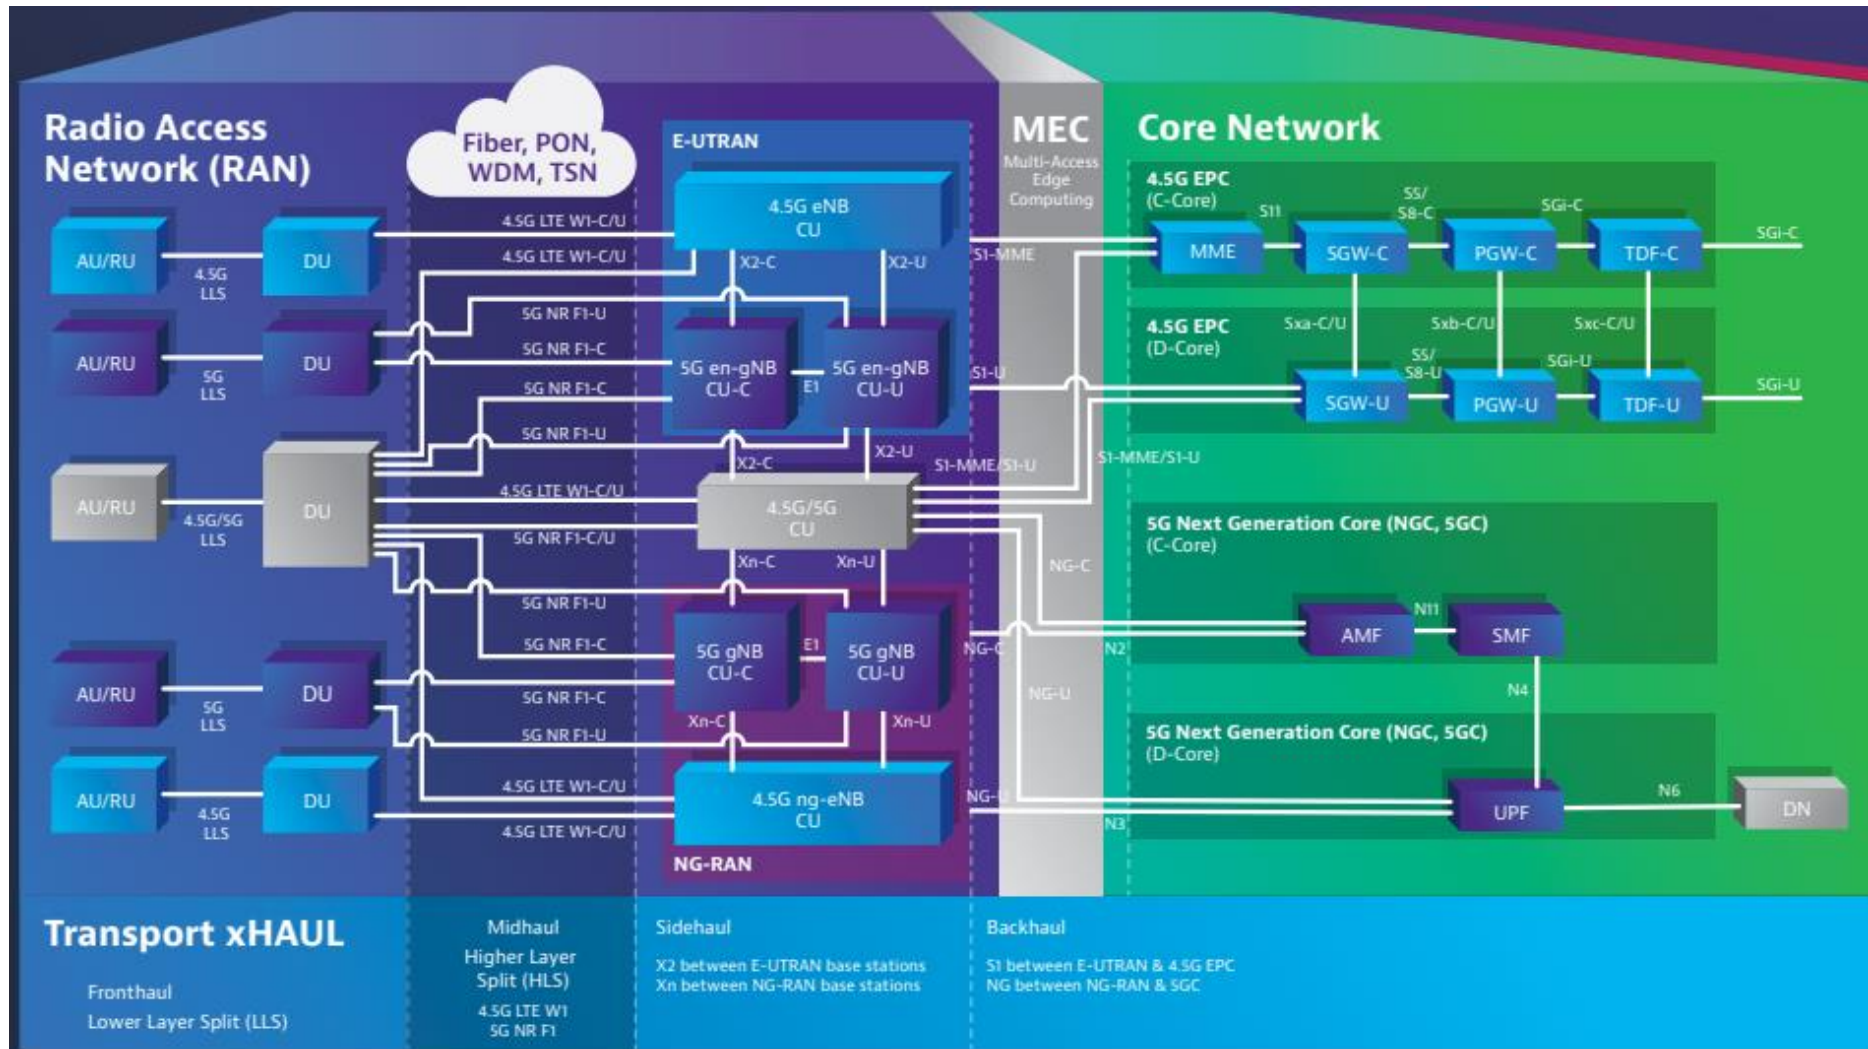 Radio Access
Network (RAN)
Fiber, PON,
WDM, TSN
E-UTRAN
MEC
Multi-Access
Edge
Computing
Core Network
AU/RU
4.5G
LLS
DU
4.5G LTE W1-C/U
4.5G LTE W1-C/U
4.5G eNB
CU
X2-C
X2-U
S1-MME
4.5G EPC
(C-Core)
MME
S11
SGW-C
S5/
S8-C
PGW-C
SGi-C
TDF-C
SGi-C
AU/RU
5G
LLS
DU
5G NR F1-U
5G NR F1-C
5G NR F1-C
5G NR F1-U
5G en-gNB
CU-C
E1
5G en-gNB
CU-U
S1-U
4.5G EPC
(D-Core)
Sxa-C/U
Sxb-C/U
Sxc-C/U
SGW-U
S5/
S8-U
PGW-U
SGi-U
TDF-U
SGi-U
X2-C
X2-U
S1-MME/S1-U
S1-MME/S1-U
AU/RU
4.5G/5G
LLS
DU
4.5G LTE W1-C/U
5G NR F1-C/U
4.5G/5G
CU
Xn-C
Xn-U
NG-C
5G Next Generation Core (NGC, 5GC)
(C-Core)
AMF
N11
SMF
5G NR F1-U
5G NR F1-C
5G gNB
CU-C
E1
5G gNB
CU-U
NG-C
N2
AU/RU
5G
LLS
DU
5G NR F1-C
5G NR F1-U
Xn-C
Xn-U
NG-U
N4
5G Next Generation Core (NGC, 5GC)
(D-Core)
AU/RU
4.5G
LLS
DU
4.5G LTE W1-C/U
4.5G LTE W1-C/U
4.5G ng-eNB
CU
NG-U
N3
UPF
N6
DN
NG-RAN
Transport xHAUL
Fronthaul
Lower Layer Split (LLS)
Midhaul
Higher Layer
Split (HLS)
4.5G LTE W1
5G NR F1
Sidehaul
X2 between E-UTRAN base stations
Xn between NG-RAN base stations
Backhaul
S1 between E-UTRAN & 4.5G EPC
NG between NG-RAN & 5GC